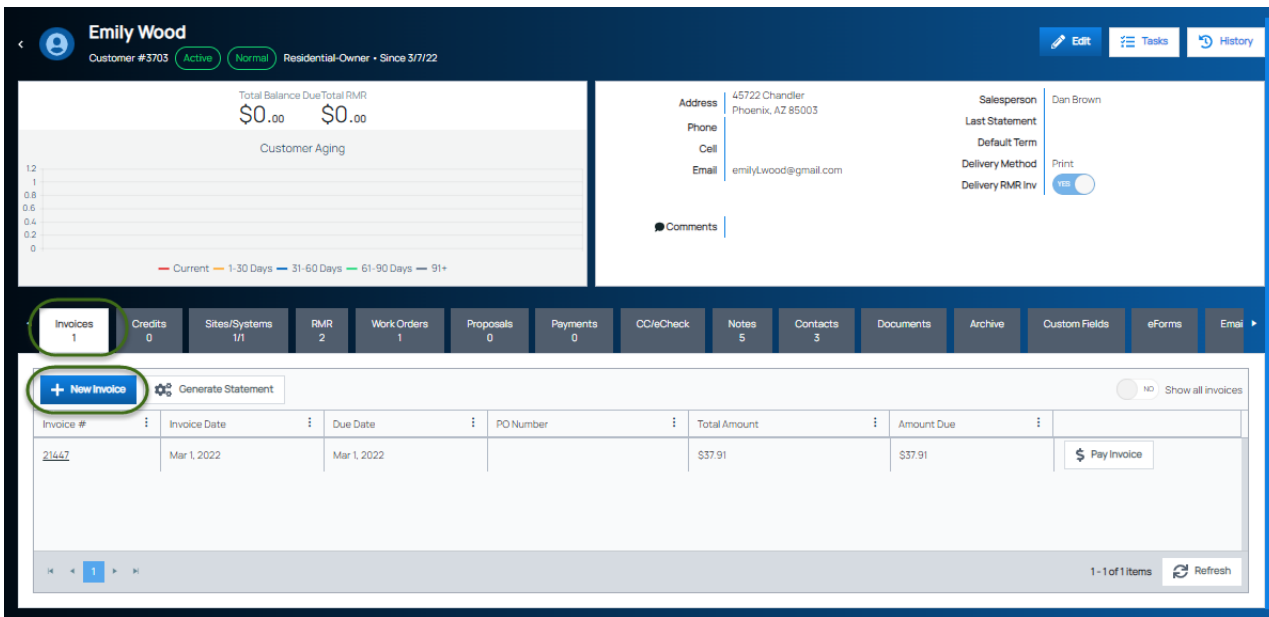 Emily Wood
Customer #3703 Active Normal Residential-Owner • Since 3/7/22
Edit Tasks History
Total Balance Due Total RMR
$0.00 $0.00
Customer Aging
1.2
1
0.8
0.6
0.4
0.2
0
Current 1-30 Days 31-60 Days 61-90 Days 91+
Address 45722 Chandler
Phoenix, AZ 85003
Phone
Cell
Email emilyLwood@gmail.com
Comments
Salesperson Dan Brown
Last Statement
Default Term
Delivery Method Print
Delivery RMR Inv YES
Invoices Credits Sites/Systems RMR Work Orders Proposals Payments CC/eCheck Notes Contacts Documents Archive Custom Fields eForms Emai
1 0 1/1 2 1 0 0 5 3
New Invoice Generate Statement NO Show all invoices
Invoice # Invoice Date Due Date PO Number Total Amount Amount Due
21447 Mar 1, 2022 Mar 1, 2022 $37.91 $37.91 $ Pay Invoice
1 1 - 1 of 1 items Refresh